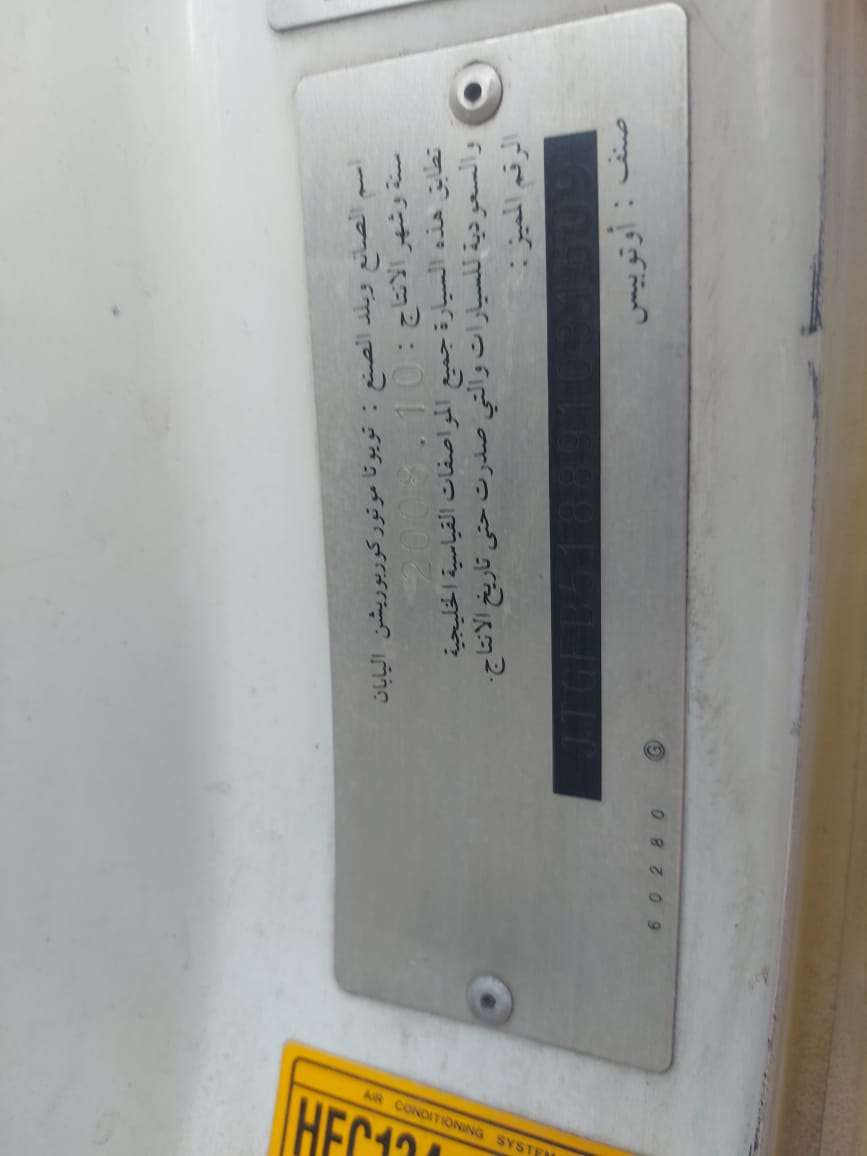 اسم الصانع وبلد الصنع : تويوتا موتور كوربوريشن اليابان
سنة وشهر الانتاج : 2008.10
تطابق هذه السيارة جميع المواصفات القياسية الخليجية
والسعودية للسيارات والتي صدرت حتى تاريخ الانتاج.
الرقم المميز :
صنف : أوتوبيس
60280 G
AIR CONDITIONING SYSTEM